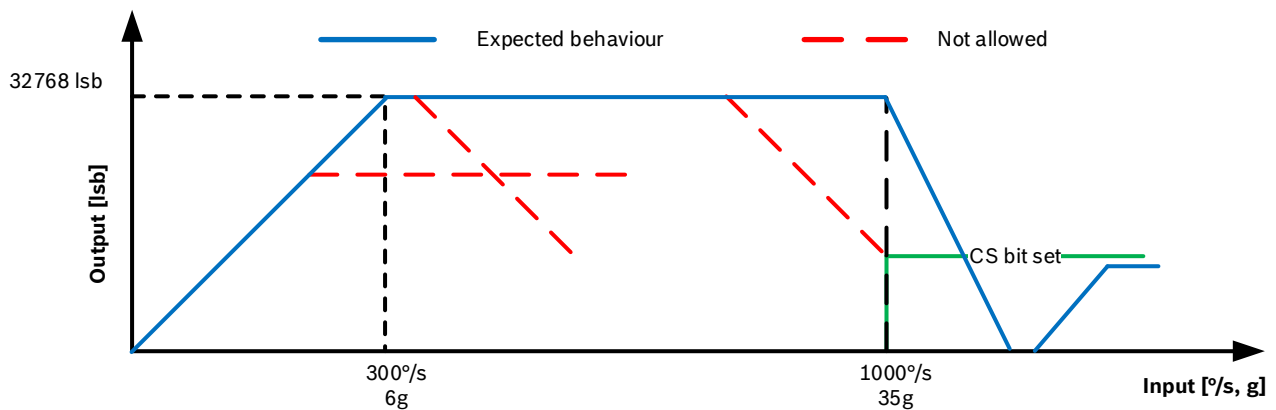 Expected behaviour
Not allowed
32768 lsb
Output [lsb]
CS bit set
300°/s
6g
1000°/s
35g
Input [°/s, g]